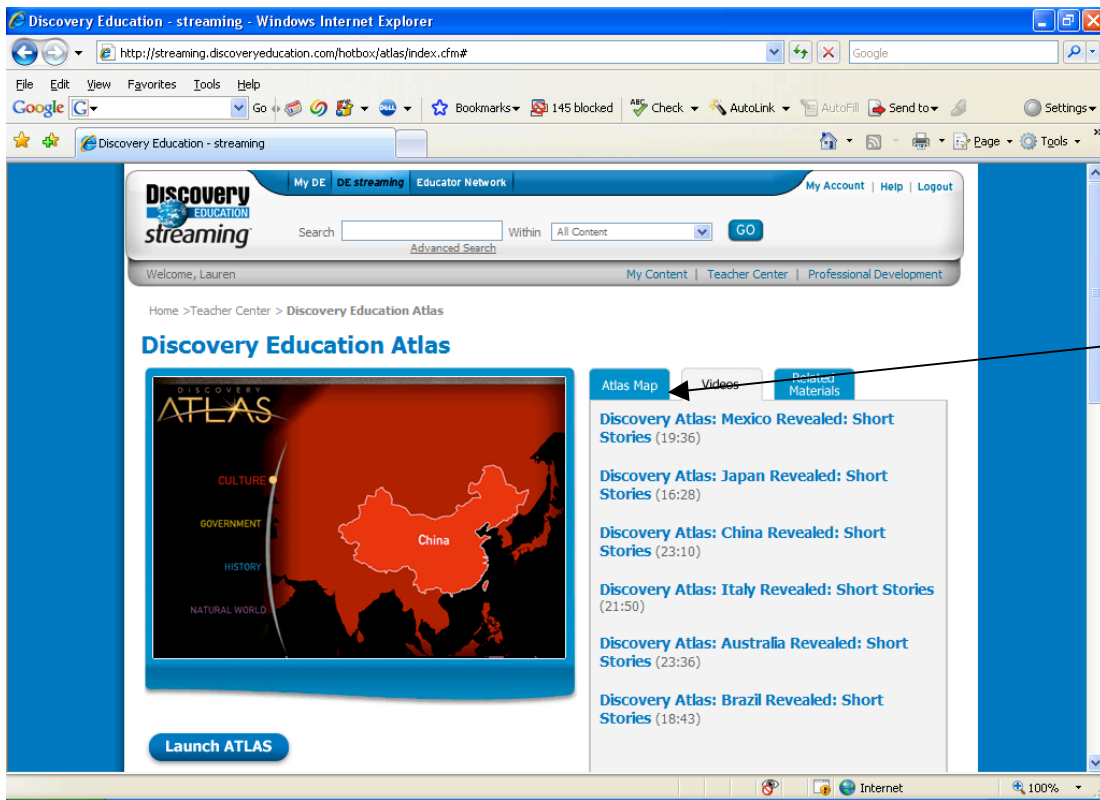 Discovery Education - streaming - Windows Internet Explorer
http://streaming.discoveryeducation.com/hotbox/atlas/index.cfm#
Google
File Edit View Favorites Tools Help
Google G Go Bookmarks 145 blocked ABC Check AutoLink AutoFill Send to Settings
Discovery Education - streaming
Page Tools »
My DE DE streaming Educator Network
My Account | Help | Logout
DISCOVERY
EDUCATION
streaming
Search Within All Content GO
Advanced Search
Welcome, Lauren
My Content | Teacher Center | Professional Development
Home >Teacher Center > Discovery Education Atlas
Discovery Education Atlas
DISCOVERY
ATLAS
CULTURE
GOVERNMENT
HISTORY
NATURAL WORLD
China
Launch ATLAS
Atlas Map Videos Related
Materials
Discovery Atlas: Mexico Revealed: Short
Stories (19:36)
Discovery Atlas: Japan Revealed: Short
Stories (16:28)
Discovery Atlas: China Revealed: Short
Stories (23:10)
Discovery Atlas: Italy Revealed: Short Stories
(21:50)
Discovery Atlas: Australia Revealed: Short
Stories (23:36)
Discovery Atlas: Brazil Revealed: Short
Stories (18:43)
Internet 100%